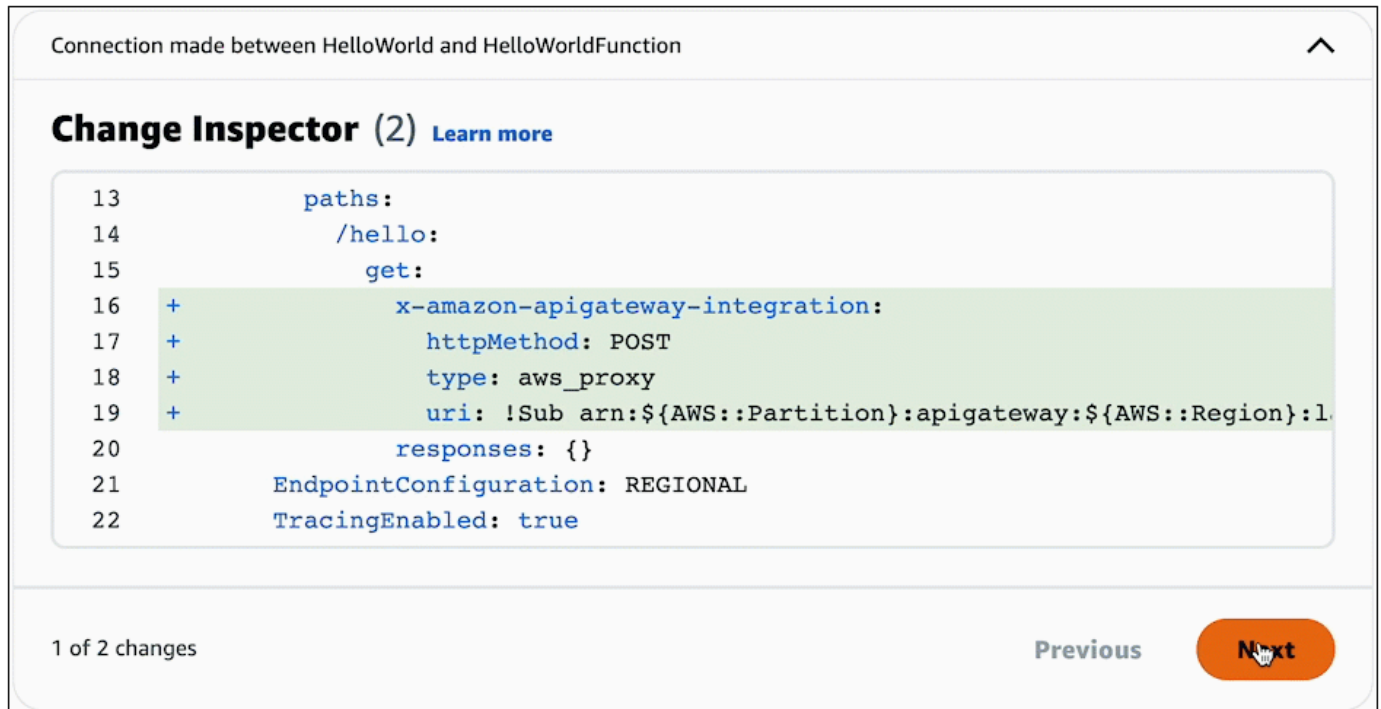 Connection made between HelloWorld and HelloWorldFunction
Change Inspector (2) Learn more
13 paths:
14 /hello:
15 get:
16 + x-amazon-apigateway-integration:
17 + httpMethod: POST
18 + type: aws_proxy
19 + uri: !Sub arn:${AWS::Partition}:apigateway:${AWS::Region}:l
20 responses: {}
21 EndpointConfiguration: REGIONAL
22 TracingEnabled: true
1 of 2 changes
Previous
Next